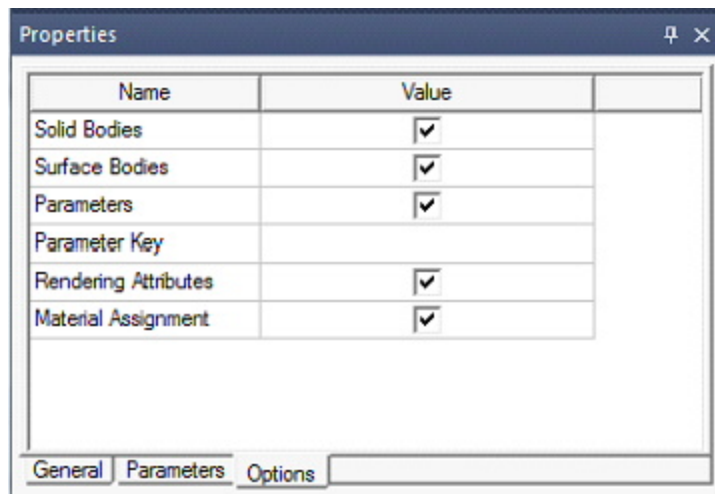 Properties
Name Value
Solid Bodies
Surface Bodies
Parameters
Parameter Key
Rendering Attributes
Material Assignment
General Parameters Options